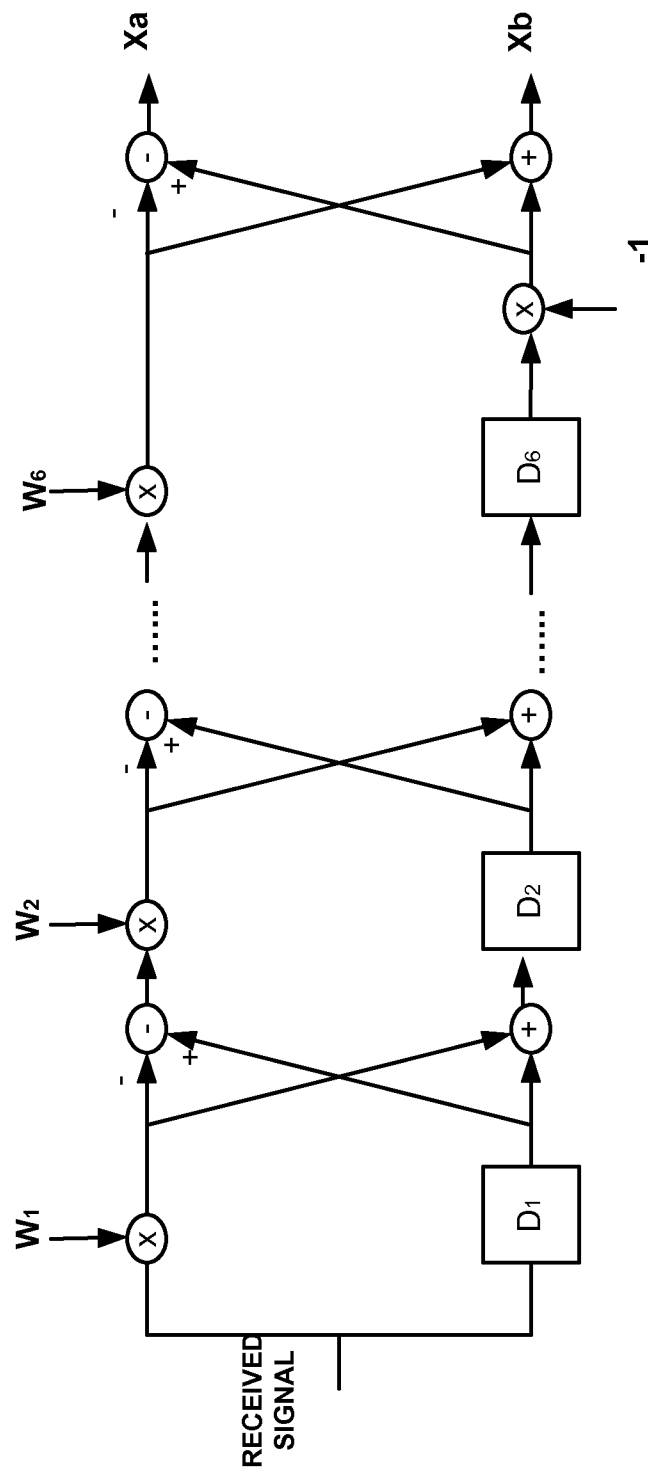 RECEIVED
SIGNAL
W1
X
-
+
-
D1
+
W2
X
-
+
-
D2
+
.......
.......
W6
X
-
+
-
Xa
D6
X
-1
+
Xb